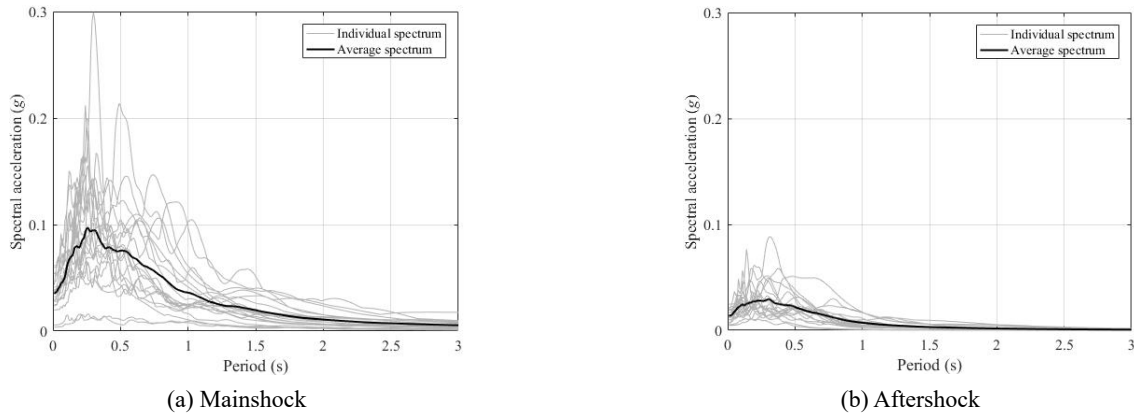 0.3
0.2
0.1
0
Spectral acceleration (g)
0 0.5 1 1.5 2 2.5 3
Period (s)
Individual spectrum
Average spectrum
(a) Mainshock
0.3
0.2
0.1
0
Spectral acceleration (g)
0 0.5 1 1.5 2 2.5 3
Period (s)
Individual spectrum
Average spectrum
(b) Aftershock